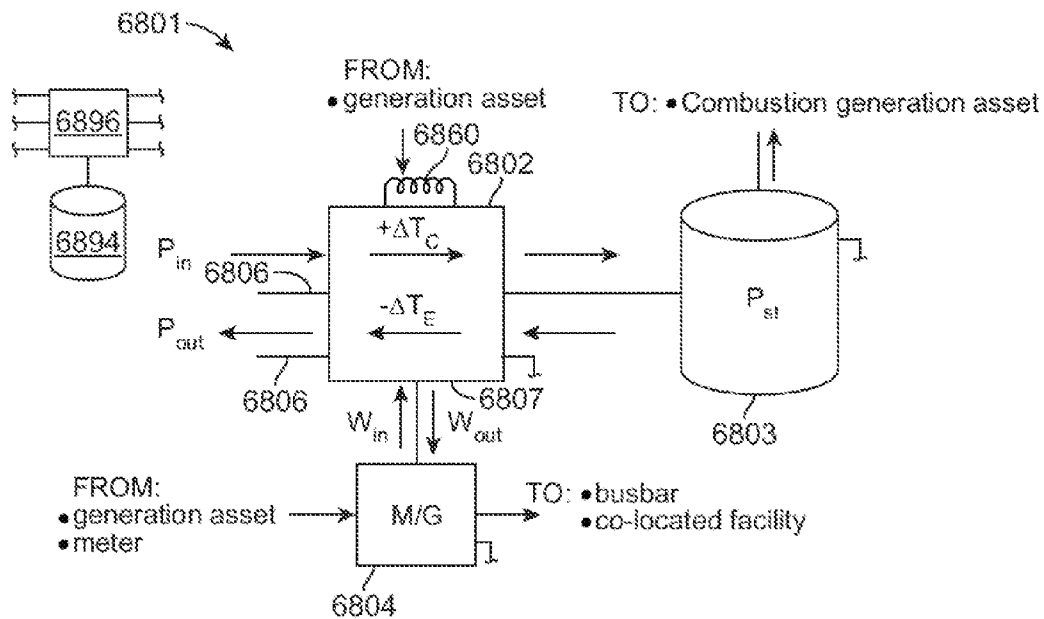 6801
FROM:
• generation asset
TO: • Combustion generation asset
6896
6860
6802
6894
+ΔT_C
P_in
6806
-ΔT_E
P_st
P_out
6806
6807
6803
W_in
W_out
FROM:
• generation asset
• meter
M/G
TO: • busbar
• co-located facility
6804